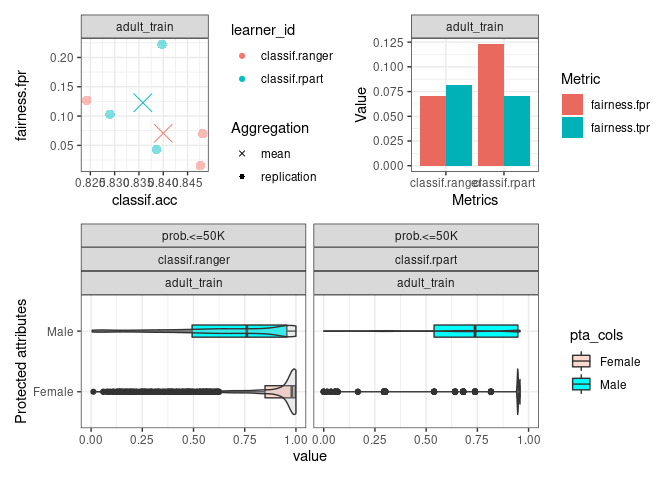 adult_train
fairness.fpr
0.20
0.15
0.10
0.05
0.825 0.830 0.835 0.840 0.845
classif.acc
learner_id
classif.ranger
classif.rpart
Aggregation
mean
replication
adult_train
Value
0.125
0.100
0.075
0.050
0.025
0.000
classif.ranger classif.rpart
Metrics
Metric
fairness.fpr
fairness.tpr
prob.<=50K prob.<=50K
classif.ranger classif.rpart
adult_train adult_train
Protected attributes
Male
Female
0.00 0.25 0.50 0.75 1.00 0.00 0.25 0.50 0.75 1.00
value
pta_cols
Female
Male